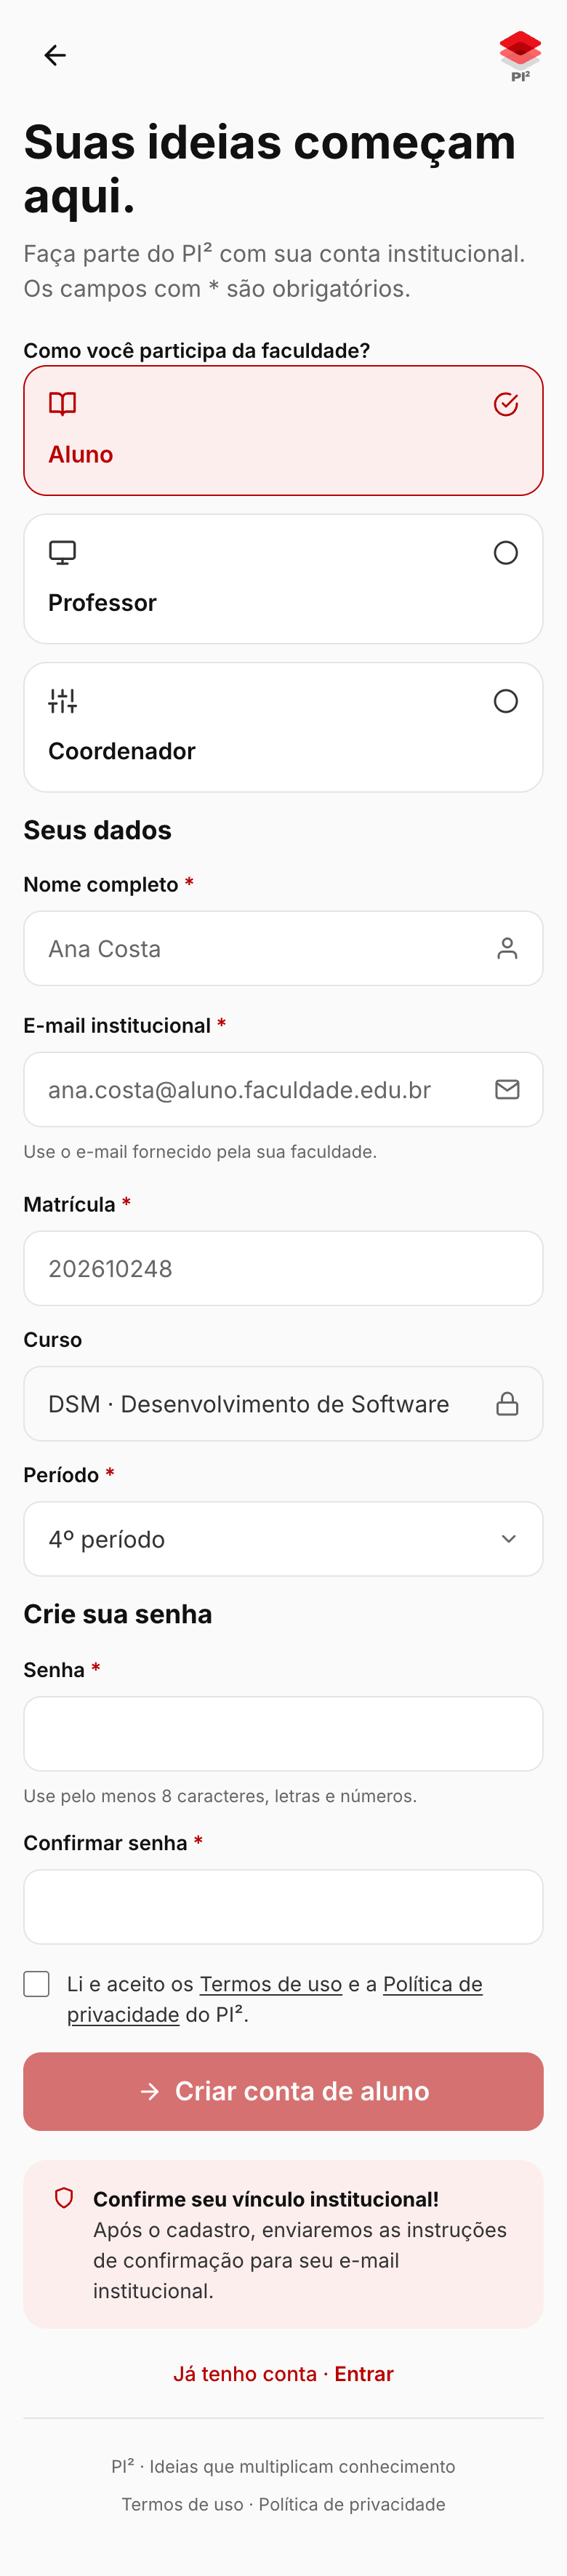 PI²
Suas ideias começam
aqui.
Faça parte do PI² com sua conta institucional.
Os campos com * são obrigatórios.
Como você participa da faculdade?
Aluno
Professor
Coordenador
Seus dados
Nome completo *
Ana Costa
E-mail institucional *
ana.costa@aluno.faculdade.edu.br
Use o e-mail fornecido pela sua faculdade.
Matrícula *
202610248
Curso
DSM · Desenvolvimento de Software
Período *
4º período
Crie sua senha
Senha *
Use pelo menos 8 caracteres, letras e números.
Confirmar senha *
Li e aceito os Termos de uso e a Política de
privacidade do PI².
Criar conta de aluno
Confirme seu vínculo institucional!
Após o cadastro, enviaremos as instruções
de confirmação para seu e-mail
institucional.
Já tenho conta · Entrar
PI² · Ideias que multiplicam conhecimento
Termos de uso · Política de privacidade